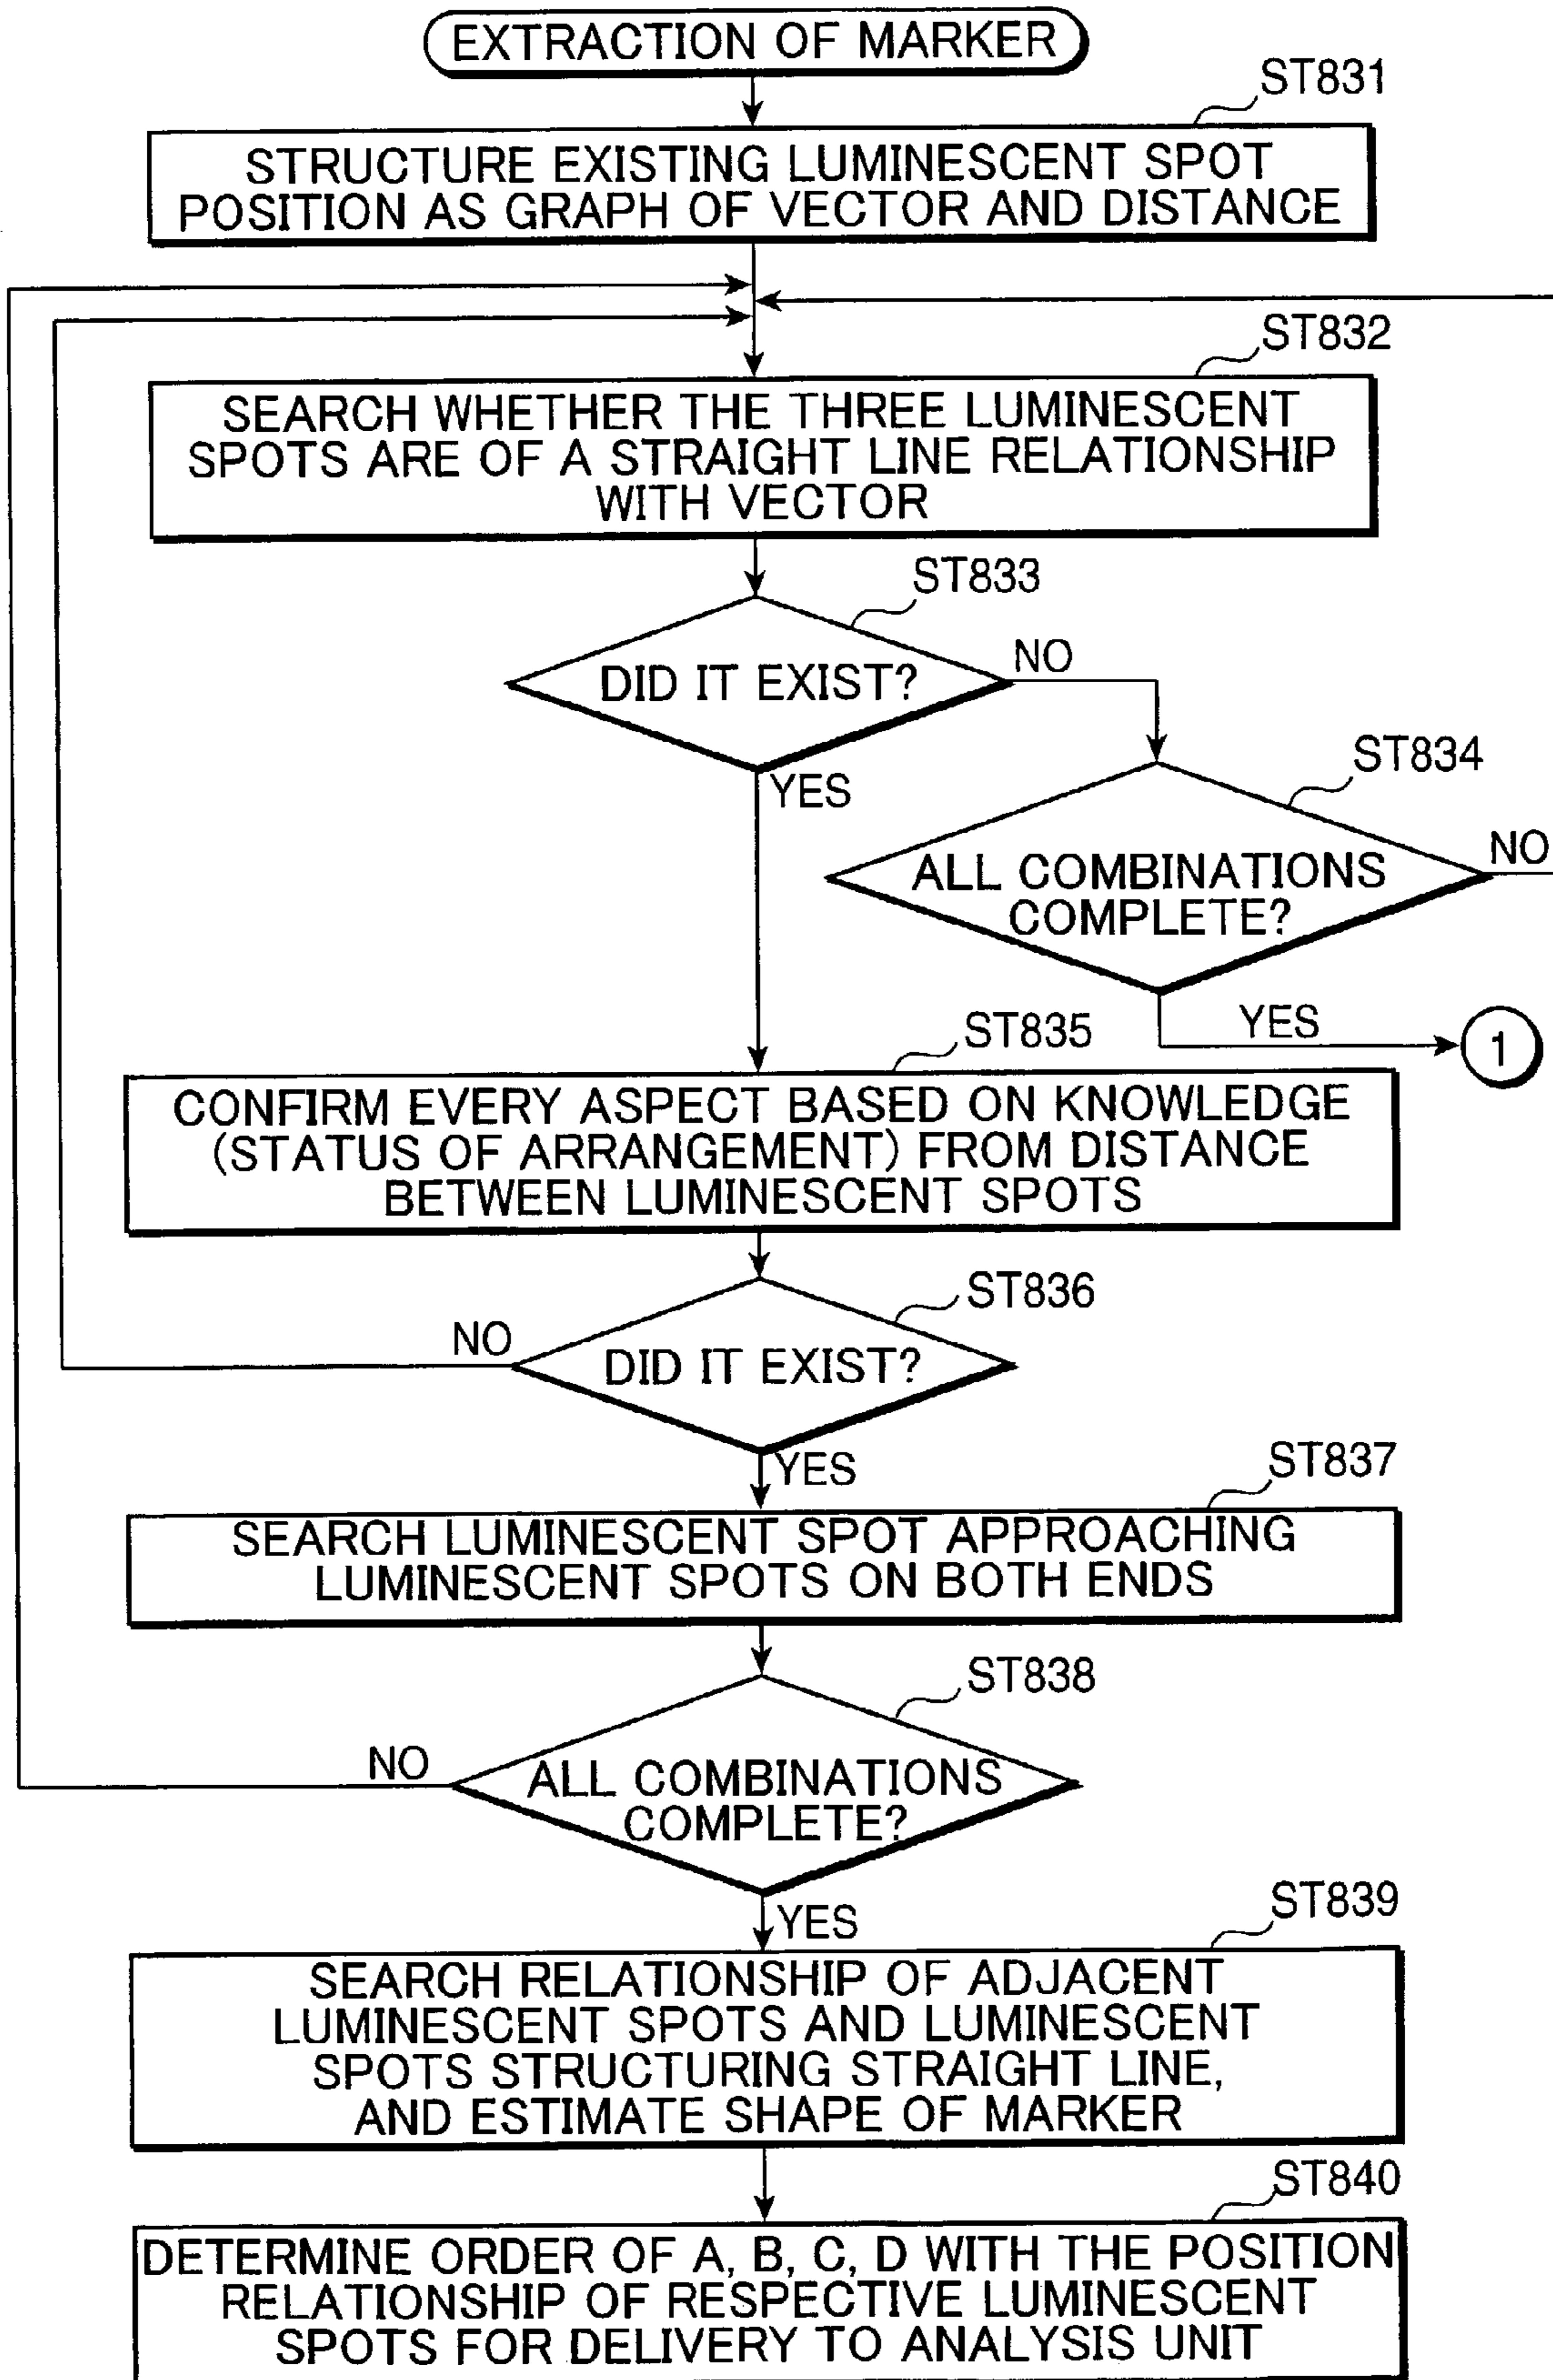 EXTRACTION OF MARKER
ST831
STRUCTURE EXISTING LUMINESCENT SPOT
POSITION AS GRAPH OF VECTOR AND DISTANCE
ST832
SEARCH WHETHER THE THREE LUMINESCENT
SPOTS ARE OF A STRAIGHT LINE RELATIONSHIP
WITH VECTOR
ST833
DID IT EXIST?
NO
YES
ST834
ALL COMBINATIONS
COMPLETE?
NO
YES
1
ST835
CONFIRM EVERY ASPECT BASED ON KNOWLEDGE
(STATUS OF ARRANGEMENT) FROM DISTANCE
BETWEEN LUMINESCENT SPOTS
ST836
NO
DID IT EXIST?
YES
ST837
SEARCH LUMINESCENT SPOT APPROACHING
LUMINESCENT SPOTS ON BOTH ENDS
ST838
NO
ALL COMBINATIONS
COMPLETE?
YES
ST839
SEARCH RELATIONSHIP OF ADJACENT
LUMINESCENT SPOTS AND LUMINESCENT
SPOTS STRUCTURING STRAIGHT LINE,
AND ESTIMATE SHAPE OF MARKER
ST840
DETERMINE ORDER OF A, B, C, D WITH THE POSITION
RELATIONSHIP OF RESPECTIVE LUMINESCENT
SPOTS FOR DELIVERY TO ANALYSIS UNIT